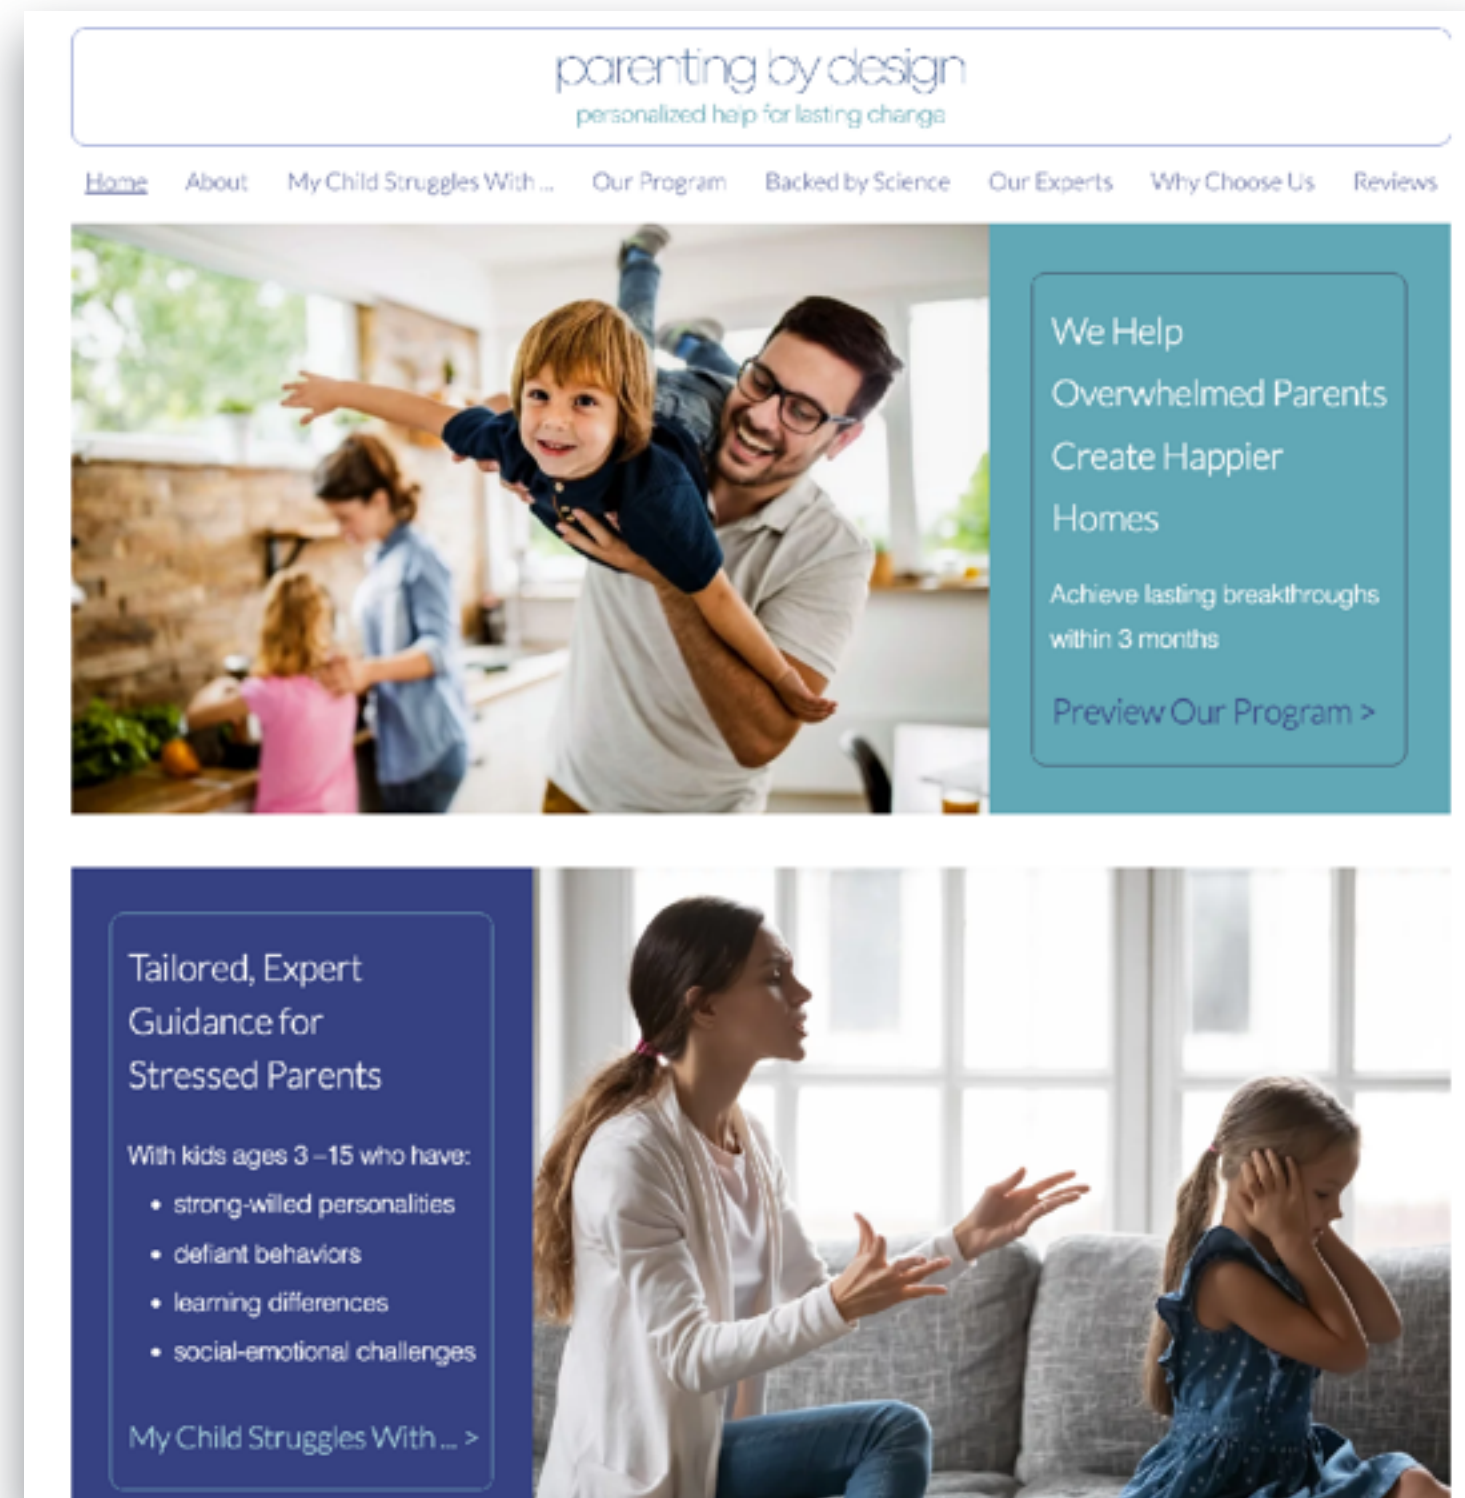 parenting by design
personalized help for lasting change
Home About My Child Struggles With ... Our Program Backed by Science Our Experts Why Choose Us Reviews
We Help
Overwhelmed Parents
Create Happier
Homes
Achieve lasting breakthroughs
within 3 months
Preview Our Program >
Tailored, Expert
Guidance for
Stressed Parents
With kids ages 3 –15 who have:
• strong-willed personalities
• defiant behaviors
• learning differences
• social-emotional challenges
My Child Struggles With ... >